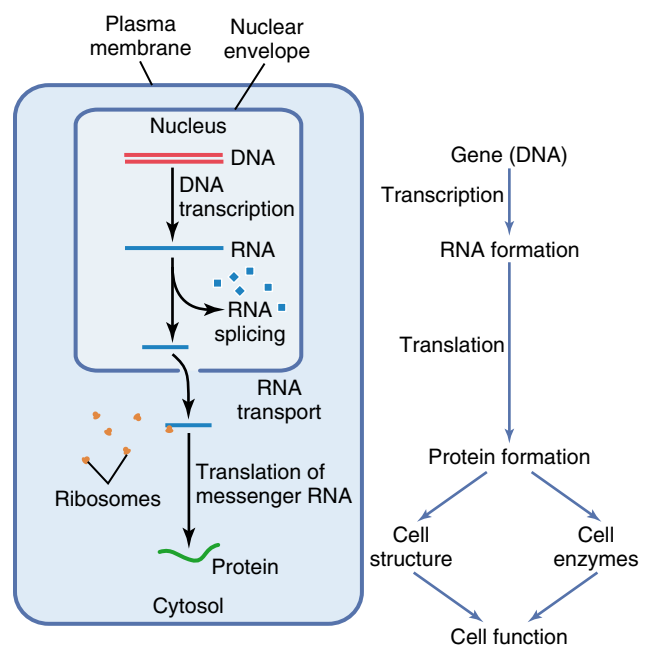 Plasma
membrane
Nuclear
envelope
Nucleus
DNA
DNA
transcription
RNA
RNA
splicing
RNA
transport
Ribosomes
Translation of
messenger RNA
Protein
Cytosol
Gene (DNA)
Transcription
RNA formation
Translation
Protein formation
Cell
structure
Cell
enzymes
Cell function